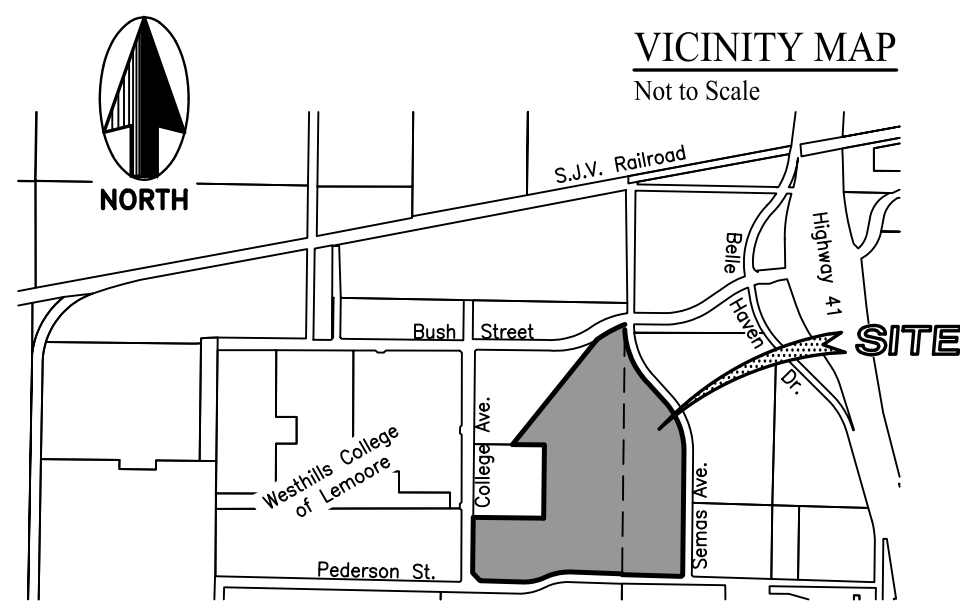 VICINITY MAP
Not to Scale
NORTH
S.J.V. Railroad
Belle
Haven
Dr.
Highway 41
Bush Street
SITE
College Ave.
Westhills College
of Lemoore
Semas Ave.
Pederson St.